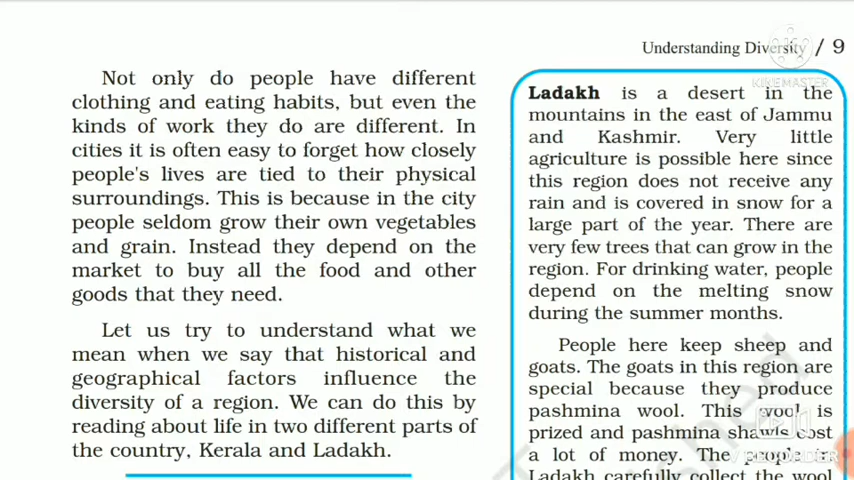 Understanding Diversity / 9
KINEMASTER
Not only do people have different
clothing and eating habits, but even the
kinds of work they do are different. In
cities it is often easy to forget how closely
people's lives are tied to their physical
surroundings. This is because in the city
people seldom grow their own vegetables
and grain. Instead they depend on the
market to buy all the food and other
goods that they need.
Let us try to understand what we
mean when we say that historical and
geographical factors influence the
diversity of a region. We can do this by
reading about life in two different parts of
the country, Kerala and Ladakh.
Ladakh is a desert in the
mountains in the east of Jammu
and Kashmir. Very little
agriculture is possible here since
this region does not receive any
rain and is covered in snow for a
large part of the year. There are
very few trees that can grow in the
region. For drinking water, people
depend on the melting snow
during the summer months.
People here keep sheep and
goats. The goats in this region are
special because they produce
pashmina wool. This wool is
prized and pashmina shawls cost
a lot of money. The people in
Ladakh carefully collect the wool